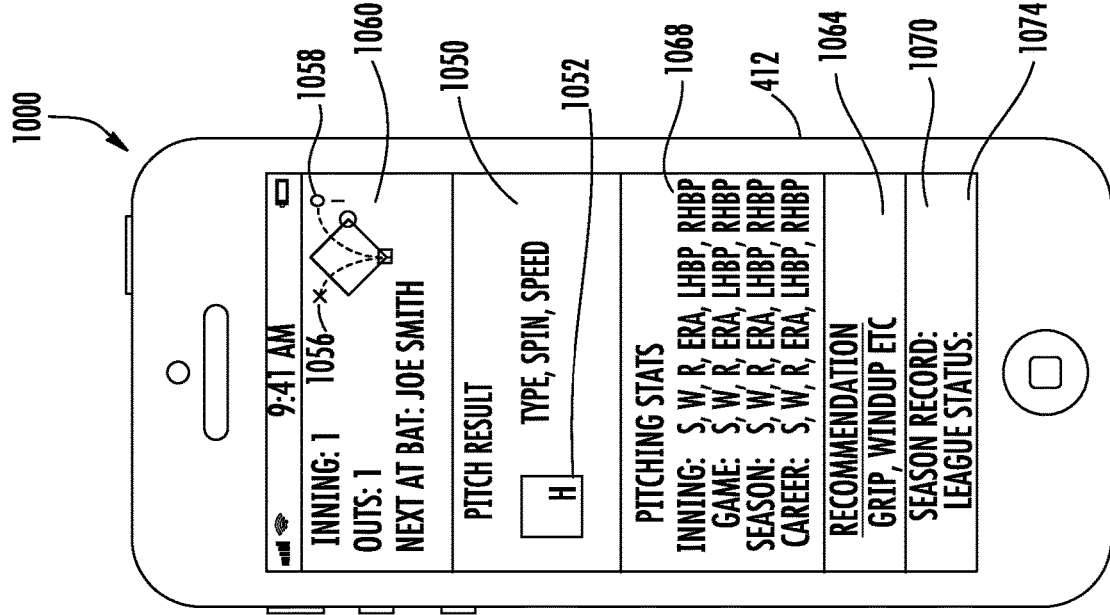 1000
9:41 AM
INNING: 1
OUTS: 1
NEXT AT BAT: JOE SMITH
1056
1058
1060
PITCH RESULT
H
TYPE, SPIN, SPEED
1050
1052
PITCHING STATS
INNING: S, W, R, ERA, LHBP, RHBP
GAME: S, W, R, ERA, LHBP, RHBP
SEASON: S, W, R, ERA, LHBP, RHBP
CAREER: S, W, R, ERA, LHBP, RHBP
1068
412
RECOMMENDATION
GRIP, WINDUP ETC
1064
SEASON RECORD:
LEAGUE STATUS:
1070
1074